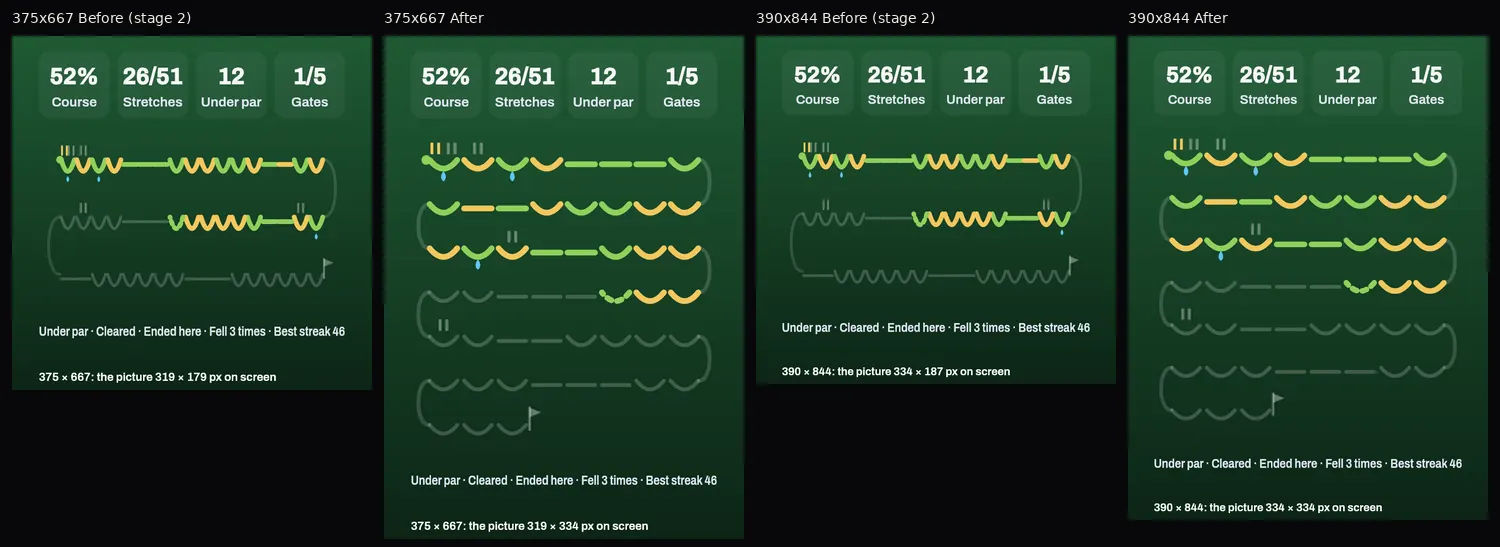 375x667 Before (stage 2)
52% 26/51 12 1/5
Course Stretches Under par Gates
Under par · Cleared · Ended here · Fell 3 times · Best streak 46
375 × 667: the picture 319 × 179 px on screen
375x667 After
52% 26/51 12 1/5
Course Stretches Under par Gates
Under par · Cleared · Ended here · Fell 3 times · Best streak 46
375 × 667: the picture 319 × 334 px on screen
390x844 Before (stage 2)
52% 26/51 12 1/5
Course Stretches Under par Gates
Under par · Cleared · Ended here · Fell 3 times · Best streak 46
390 × 844: the picture 334 × 187 px on screen
390x844 After
52% 26/51 12 1/5
Course Stretches Under par Gates
Under par · Cleared · Ended here · Fell 3 times · Best streak 46
390 × 844: the picture 334 × 334 px on screen